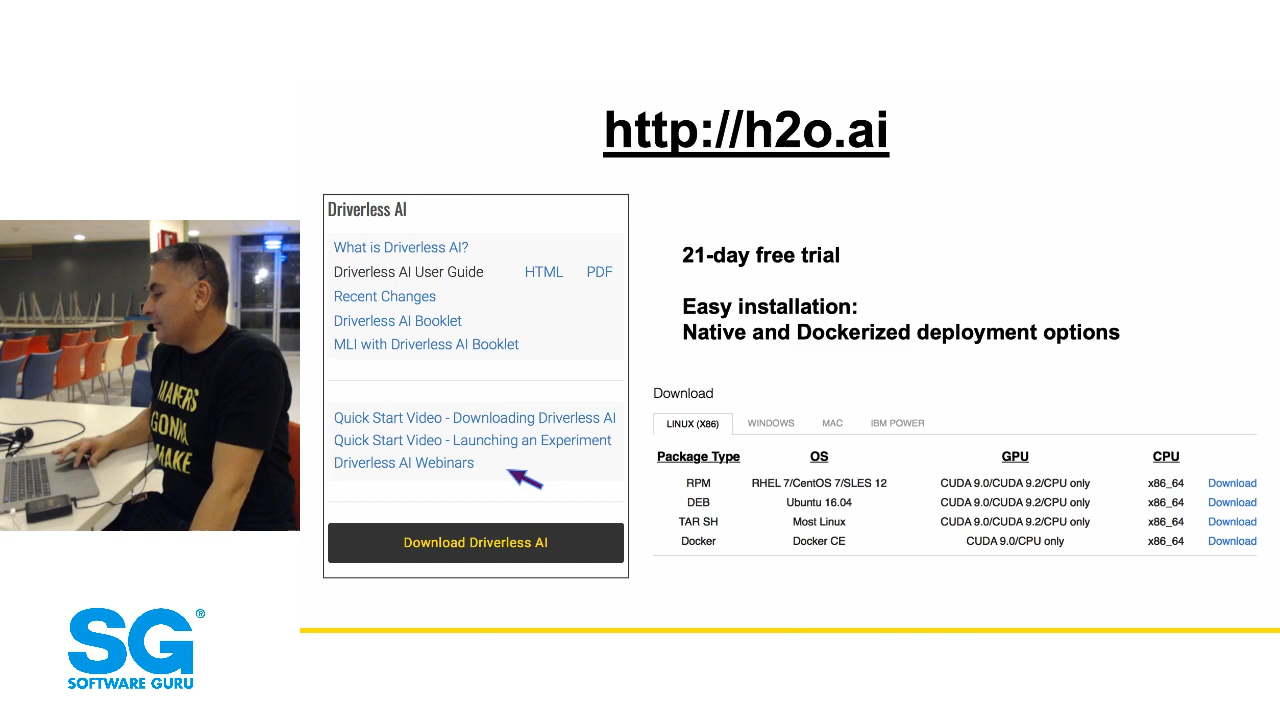 http://h2o.ai
Driverless AI
What is Driverless AI?
Driverless AI User Guide HTML PDF
Recent Changes
Driverless AI Booklet
MLI with Driverless AI Booklet
Quick Start Video - Downloading Driverless AI
Quick Start Video - Launching an Experiment
Driverless AI Webinars
Download Driverless AI
21-day free trial
Easy installation:
Native and Dockerized deployment options
Download
LINUX (X86) WINDOWS MAC IBM POWER
Package Type OS GPU CPU
RPM RHEL 7/CentOS 7/SLES 12 CUDA 9.0/CUDA 9.2/CPU only x86_64 Download
DEB Ubuntu 16.04 CUDA 9.0/CUDA 9.2/CPU only x86_64 Download
TAR SH Most Linux CUDA 9.0/CUDA 9.2/CPU only x86_64 Download
Docker Docker CE CUDA 9.0/CPU only x86_64 Download
MAKERS
GONNA
MAKE
SG®
SOFTWARE GURU